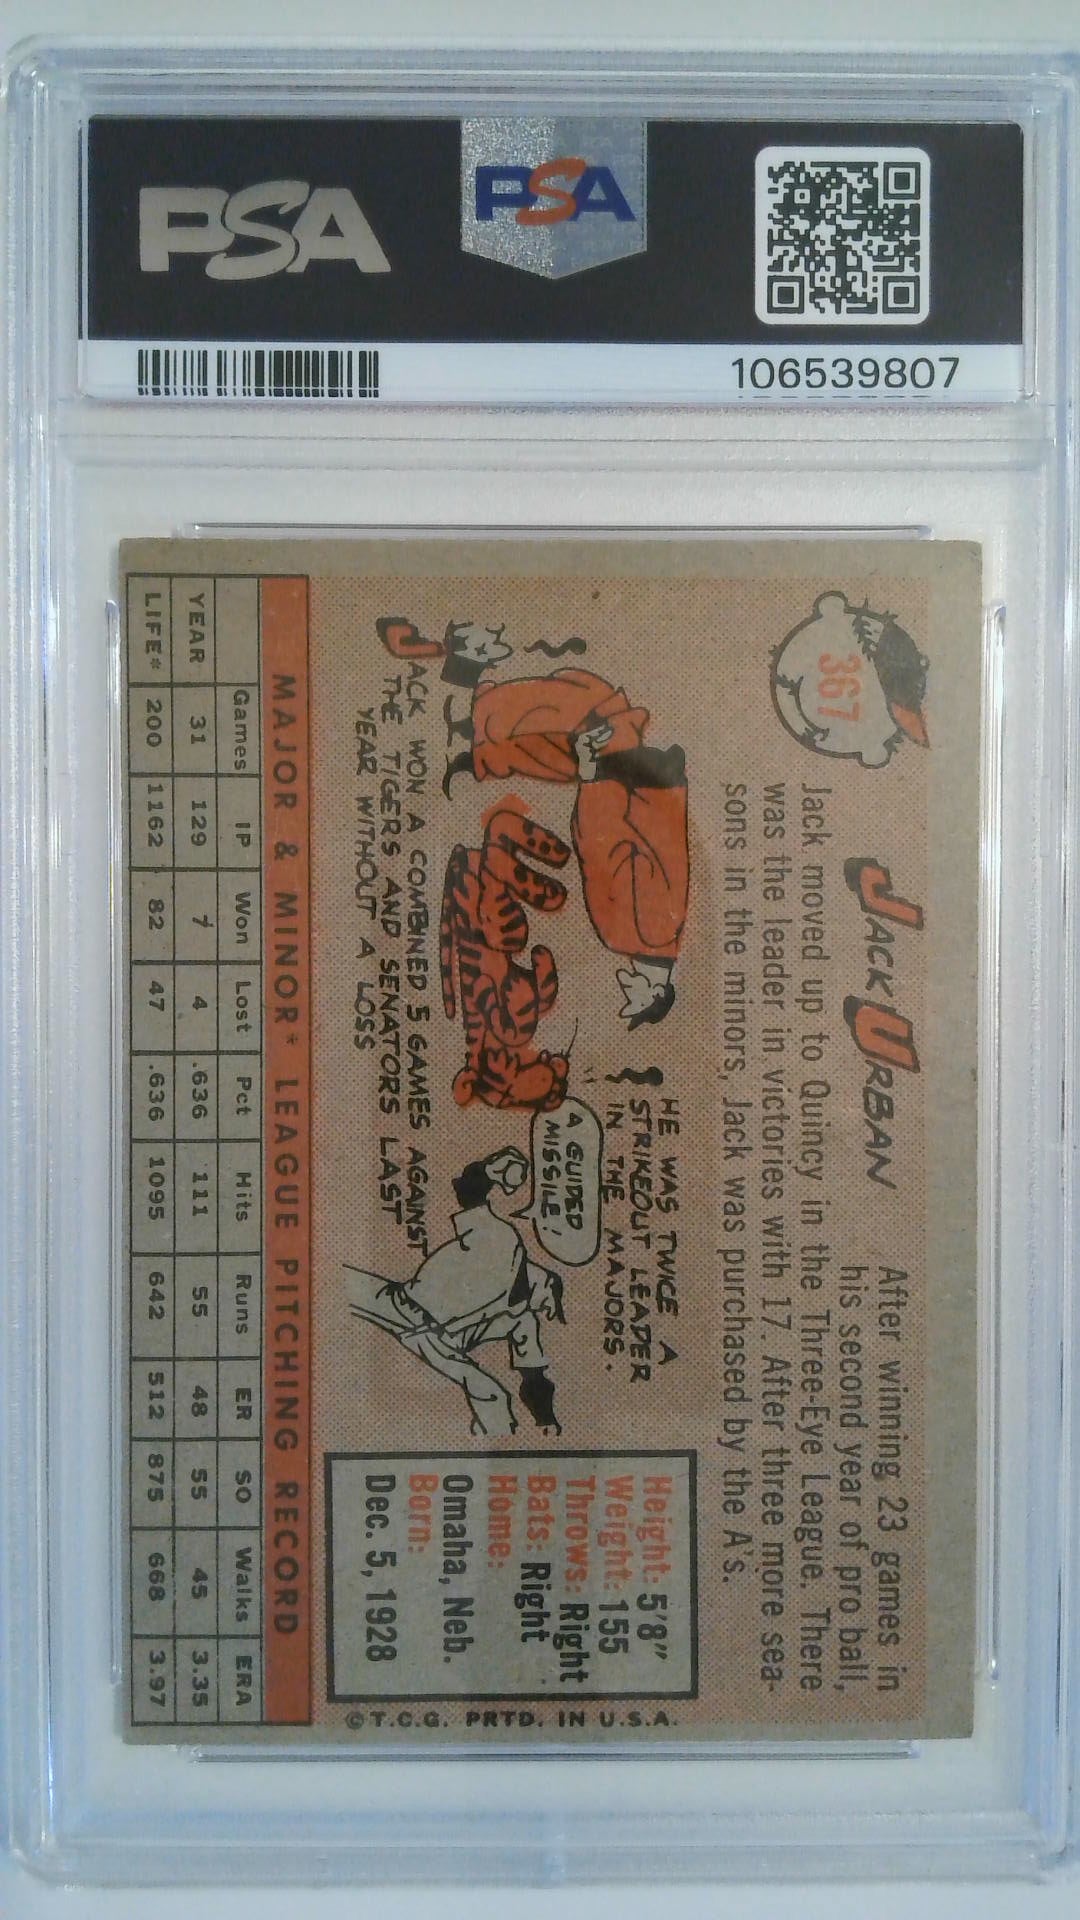 PSA
PSA
106539807
367
JACK URBAN
After winning 23 games in
his second year of pro ball,
Jack moved up to Quincy in the Three-Eye League. There
was the leader in victories with 17. After three more sea-
sons in the minors, Jack was purchased by the A's.
HE WAS TWICE A
STRIKEOUT LEADER
IN THE MAJORS.
A GUIDED
MISSILE!
JACK WON A COMBINED 5 GAMES AGAINST
THE TIGERS AND SENATORS LAST
YEAR WITHOUT A LOSS
Height: 5'8"
Weight: 155
Throws: Right
Bats: Right
Home:
Omaha, Neb.
Born:
Dec. 5, 1928
MAJOR & MINOR* LEAGUE PITCHING RECORD
Games IP Won Lost Pct Hits Runs ER SO Walks ERA
YEAR 31 129 7 4 .636 111 55 48 55 45 3.35
LIFE* 200 1162 82 47 .636 1095 642 512 875 668 3.97
©T.C.G. PRTD. IN U.S.A.